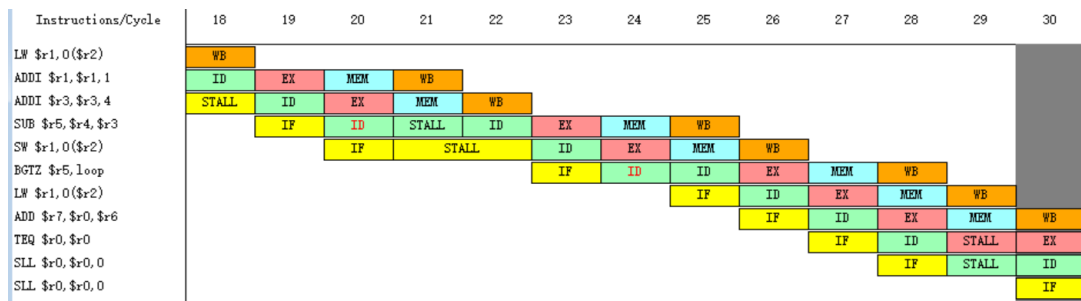 Instructions/Cycle 18 19 20 21 22 23 24 25 26 27 28 29 30
LW $r1,0($r2) WB
ADDI $r1,$r1,1 ID EX MEM WB
ADDI $r3,$r3,4 STALL ID EX MEM WB
SUB $r5,$r4,$r3 IF ID STALL ID EX MEM WB
SW $r1,0($r2) IF STALL ID EX MEM WB
BGTZ $r5,loop IF ID ID EX MEM WB
LW $r1,0($r2) IF ID EX MEM WB
ADD $r7,$r0,$r6 IF ID EX MEM WB
TEQ $r0,$r0 IF ID STALL EX
SLL $r0,$r0,0 IF STALL ID
SLL $r0,$r0,0 IF